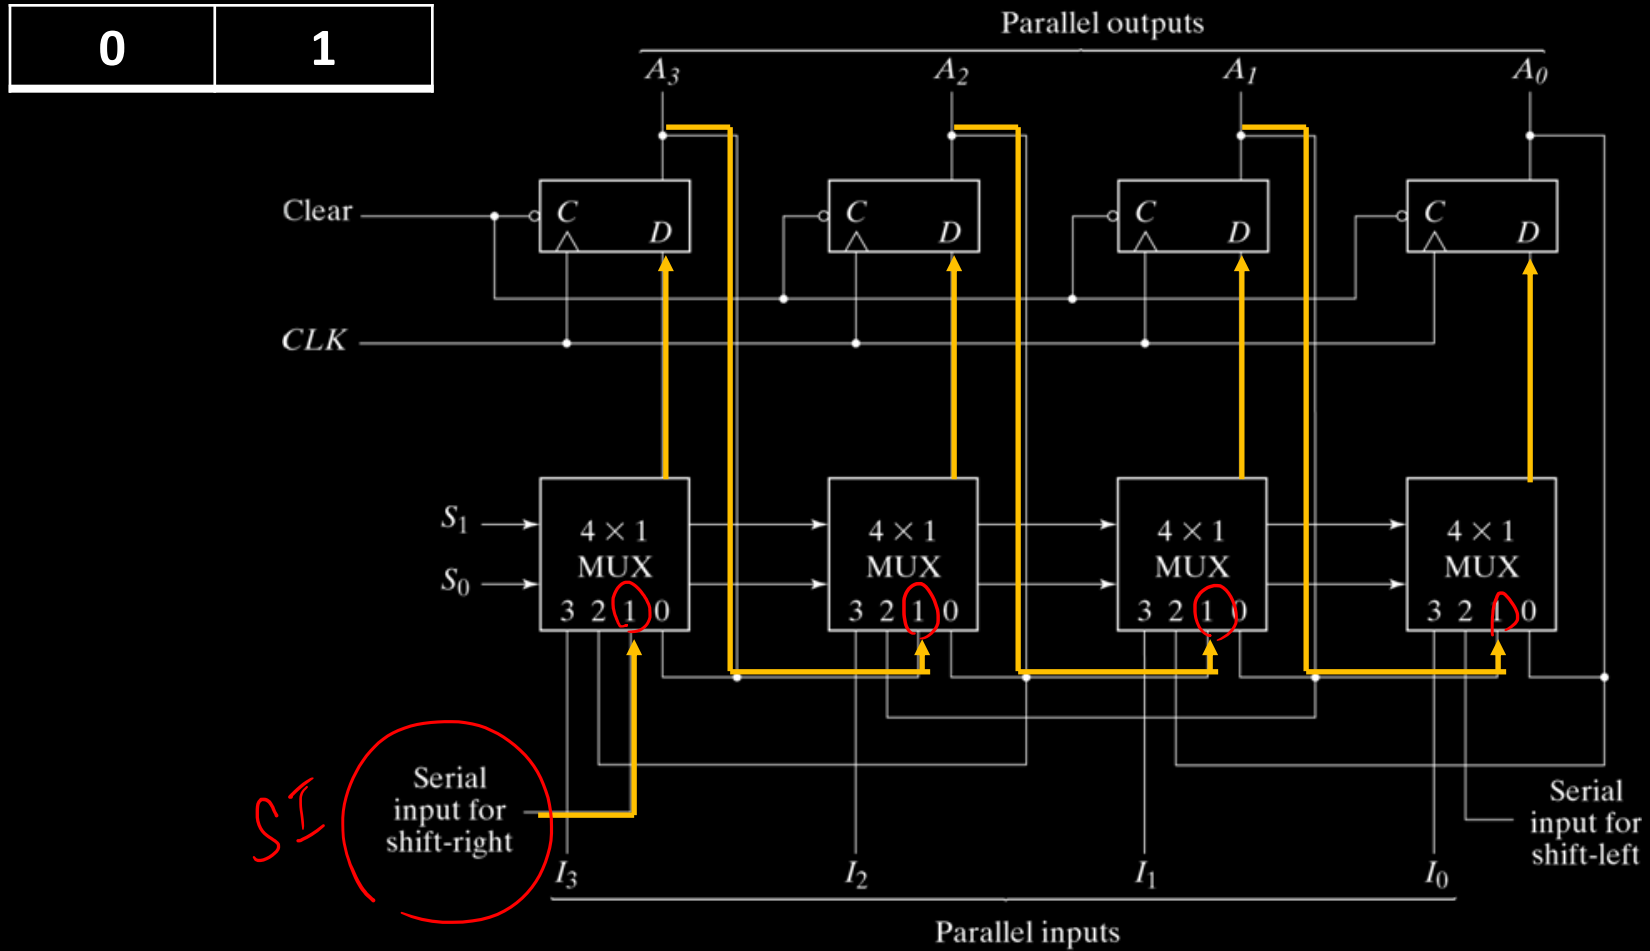 0 1
Parallel outputs
A3 A2 A1 A0
Clear
C D C D C D C D
CLK
S1
S0
4 × 1 4 × 1 4 × 1 4 × 1
MUX MUX MUX MUX
3 2 1 0 3 2 1 0 3 2 1 0 3 2 1 0
SI
Serial
input for
shift-right
Serial
input for
shift-left
I3 I2 I1 I0
Parallel inputs